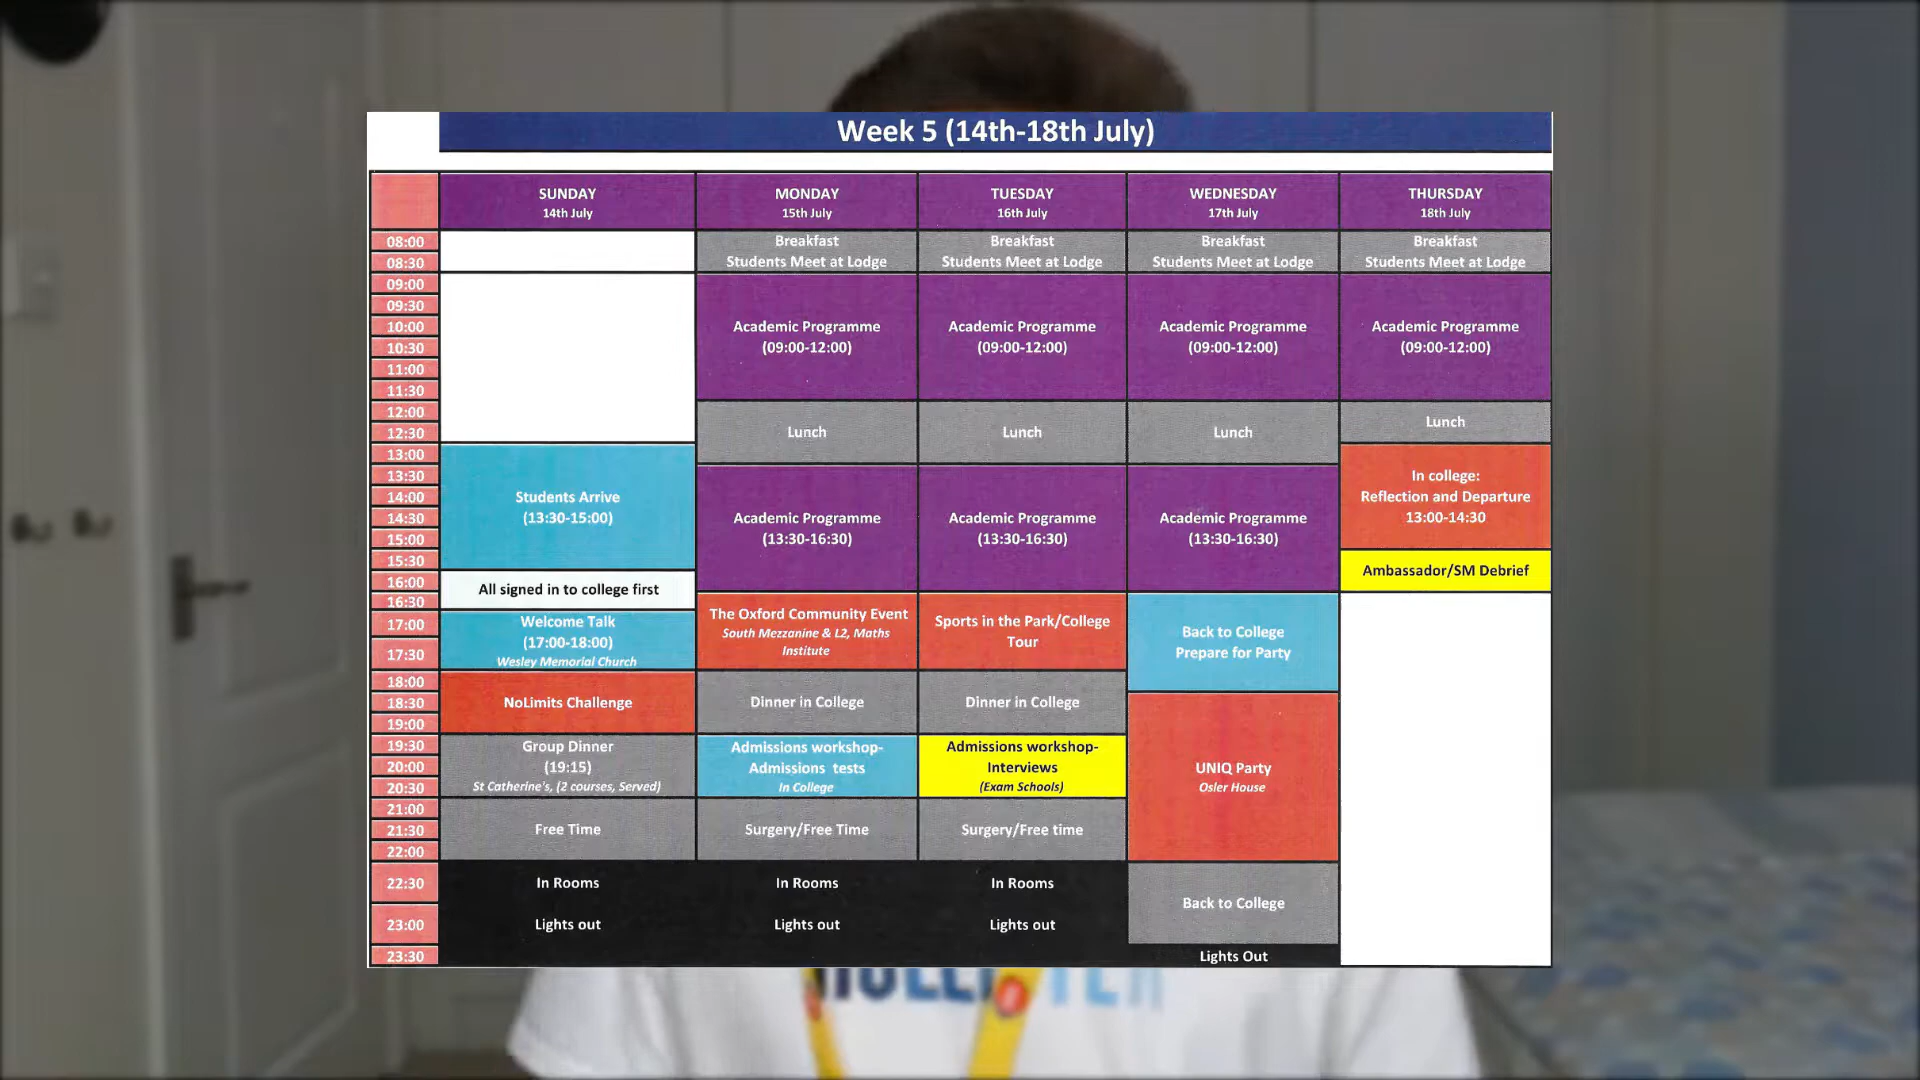 Week 5 (14th-18th July)
SUNDAY
14th July
MONDAY
15th July
TUESDAY
16th July
WEDNESDAY
17th July
THURSDAY
18th July
08:00
08:30
09:00
09:30
10:00
10:30
11:00
11:30
12:00
12:30
13:00
13:30
14:00
14:30
15:00
15:30
16:00
16:30
17:00
17:30
18:00
18:30
19:00
19:30
20:00
20:30
21:00
21:30
22:00
22:30
23:00
23:30
Students Arrive
(13:30-15:00)
All signed in to college first
Welcome Talk
(17:00-18:00)
Wesley Memorial Church
NoLimits Challenge
Group Dinner
(19:15)
St Catherine's, (2 courses, Served)
Free Time
In Rooms
Lights out
Breakfast
Students Meet at Lodge
Academic Programme
(09:00-12:00)
Lunch
Academic Programme
(13:30-16:30)
The Oxford Community Event
South Mezzanine & L2, Maths
Institute
Dinner in College
Admissions workshop-
Admissions tests
In College
Surgery/Free Time
In Rooms
Lights out
Breakfast
Students Meet at Lodge
Academic Programme
(09:00-12:00)
Lunch
Academic Programme
(13:30-16:30)
Sports in the Park/College
Tour
Dinner in College
Admissions workshop-
Interviews
(Exam Schools)
Surgery/Free time
In Rooms
Lights out
Breakfast
Students Meet at Lodge
Academic Programme
(09:00-12:00)
Lunch
Academic Programme
(13:30-16:30)
Back to College
Prepare for Party
UNIQ Party
Osler House
Back to College
Lights Out
Breakfast
Students Meet at Lodge
Academic Programme
(09:00-12:00)
Lunch
In college:
Reflection and Departure
13:00-14:30
Ambassador/SM Debrief